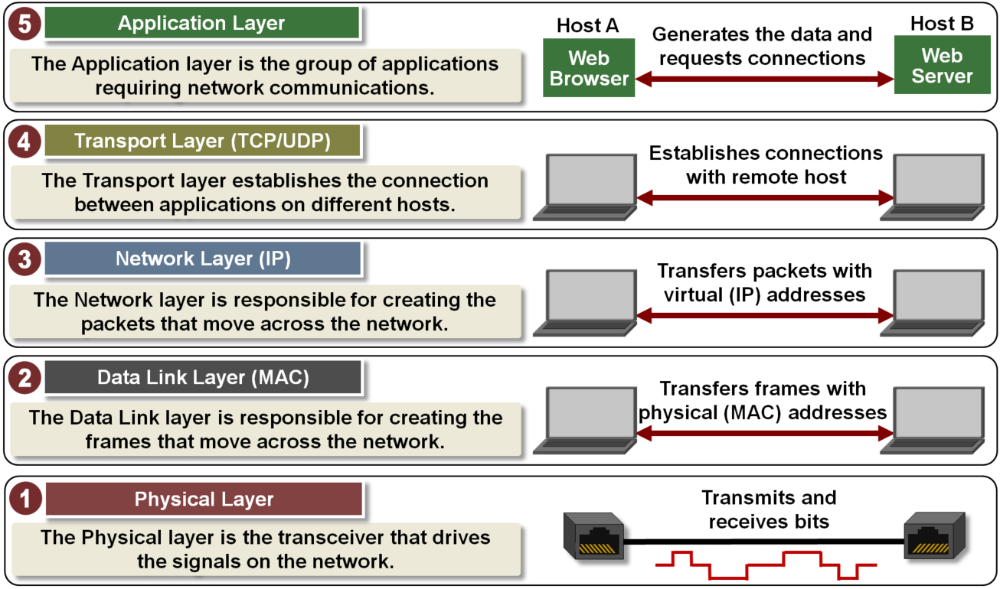 5
Application Layer
The Application layer is the group of applications
requiring network communications.
Host A
Web
Browser
Generates the data and
requests connections
Host B
Web
Server
4
Transport Layer (TCP/UDP)
The Transport layer establishes the connection
between applications on different hosts.
Establishes connections
with remote host
3
Network Layer (IP)
The Network layer is responsible for creating the
packets that move across the network.
Transfers packets with
virtual (IP) addresses
2
Data Link Layer (MAC)
The Data Link layer is responsible for creating the
frames that move across the network.
Transfers frames with
physical (MAC) addresses
1
Physical Layer
The Physical layer is the transceiver that drives
the signals on the network.
Transmits and
receives bits